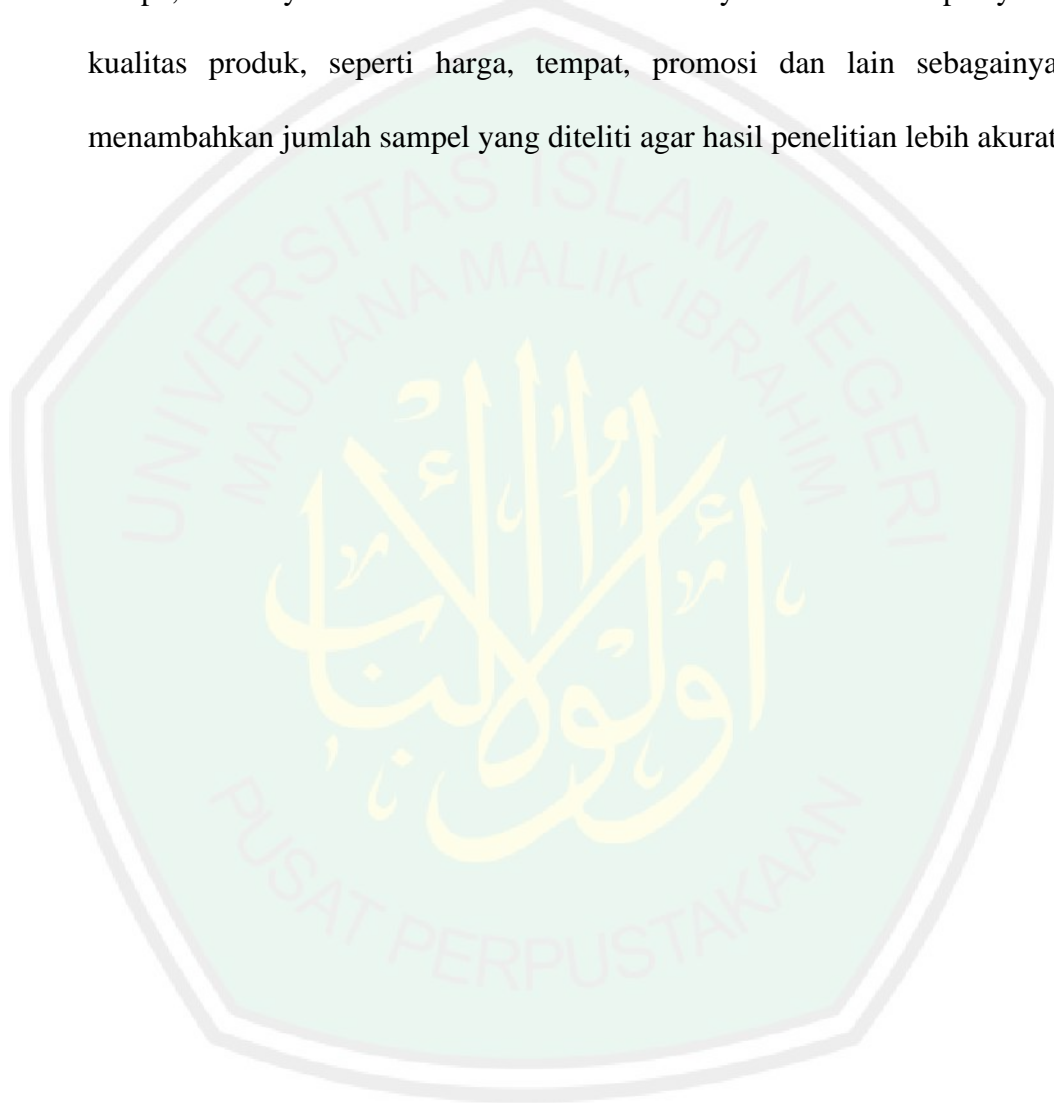 kualitas produk, seperti harga, tempat, promosi dan lain sebagainya
menambahkan jumlah sampel yang diteliti agar hasil penelitian lebih akurat
UNIVERSITAS ISLAM NEGERI
MAULANA MALIK IBRAHIM
PUSAT PERPUSTAKAAN